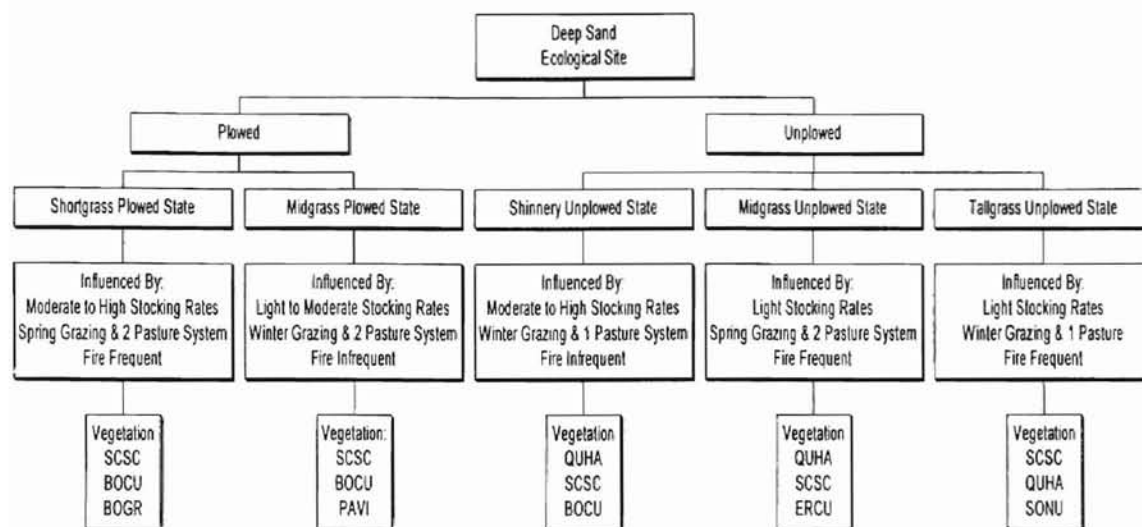 Deep Sand
Ecological Site
Plowed
Unplowed
Shortgrass Plowed State
Midgrass Plowed State
Shinnery Unplowed State
Midgrass Unplowed State
Tallgrass Unplowed State
Influenced By:
Moderate to High Stocking Rates
Spring Grazing & 2 Pasture System
Fire Frequent
Influenced By:
Light to Moderate Stocking Rates
Winter Grazing & 2 Pasture System
Fire Infrequent
Influenced By:
Moderate to High Stocking Rates
Winter Grazing & 1 Pasture System
Fire Infrequent
Influenced By:
Light Stocking Rates
Spring Grazing & 2 Pasture System
Fire Frequent
Influenced By:
Light Stocking Rates
Winter Grazing & 1 Pasture
Fire Frequent
Vegetation
SCSC
BOCU
BOGR
Vegetation:
SCSC
BOCU
PAVI
Vegetation
QUHA
SCSC
BOCU
Vegetation
QUHA
SCSC
ERCU
Vegetation
SCSC
QUHA
SONU